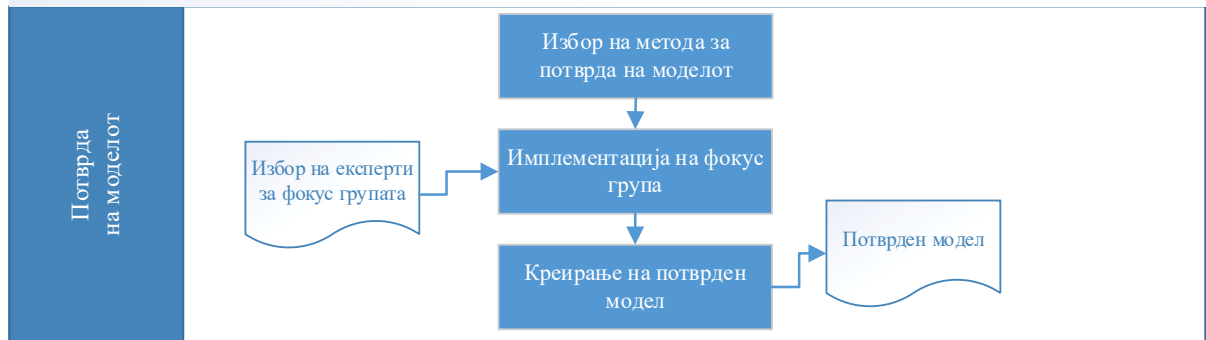 Потврда
на моделот
Избор на метода за
потврда на моделот
Избор на експерти
за фокус групата
Имплементација на фокус
група
Креирање на потврден
модел
Потврден модел